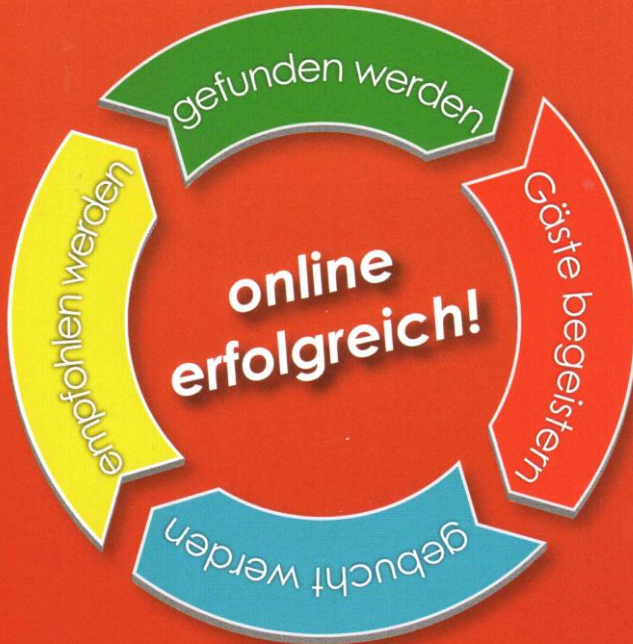 gefunden werden
Gäste begeistern
gebucht werden
empfohlen werden
online
erfolgreich!